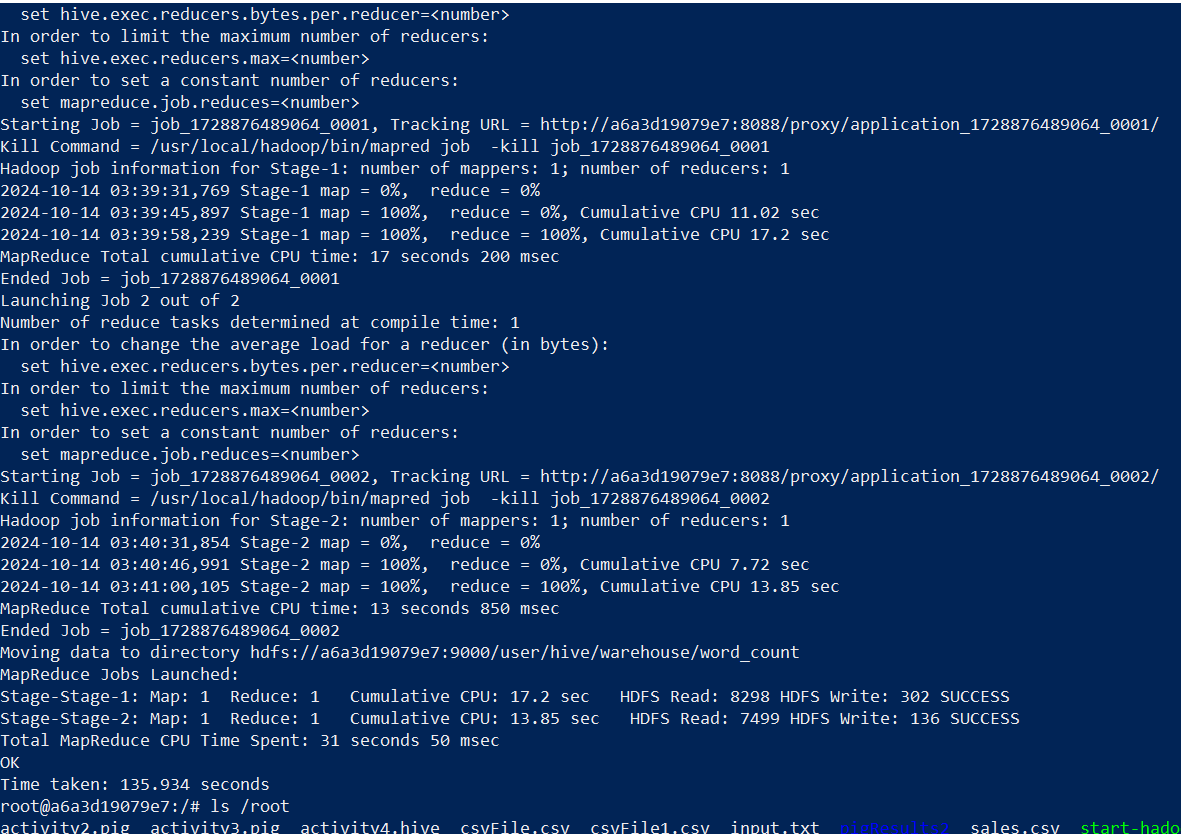 set hive.exec.reducers.bytes.per.reducer=<number>
In order to limit the maximum number of reducers:
  set hive.exec.reducers.max=<number>
In order to set a constant number of reducers:
  set mapreduce.job.reduces=<number>
Starting Job = job_1728876489064_0001, Tracking URL = http://a6a3d19079e7:8088/proxy/application_1728876489064_0001/
Kill Command = /usr/local/hadoop/bin/mapred job  -kill job_1728876489064_0001
Hadoop job information for Stage-1: number of mappers: 1; number of reducers: 1
2024-10-14 03:39:31,769 Stage-1 map = 0%,  reduce = 0%
2024-10-14 03:39:45,897 Stage-1 map = 100%,  reduce = 0%, Cumulative CPU 11.02 sec
2024-10-14 03:39:58,239 Stage-1 map = 100%,  reduce = 100%, Cumulative CPU 17.2 sec
MapReduce Total cumulative CPU time: 17 seconds 200 msec
Ended Job = job_1728876489064_0001
Launching Job 2 out of 2
Number of reduce tasks determined at compile time: 1
In order to change the average load for a reducer (in bytes):
  set hive.exec.reducers.bytes.per.reducer=<number>
In order to limit the maximum number of reducers:
  set hive.exec.reducers.max=<number>
In order to set a constant number of reducers:
  set mapreduce.job.reduces=<number>
Starting Job = job_1728876489064_0002, Tracking URL = http://a6a3d19079e7:8088/proxy/application_1728876489064_0002/
Kill Command = /usr/local/hadoop/bin/mapred job  -kill job_1728876489064_0002
Hadoop job information for Stage-2: number of mappers: 1; number of reducers: 1
2024-10-14 03:40:31,854 Stage-2 map = 0%,  reduce = 0%
2024-10-14 03:40:46,991 Stage-2 map = 100%,  reduce = 0%, Cumulative CPU 7.72 sec
2024-10-14 03:41:00,105 Stage-2 map = 100%,  reduce = 100%, Cumulative CPU 13.85 sec
MapReduce Total cumulative CPU time: 13 seconds 850 msec
Ended Job = job_1728876489064_0002
Moving data to directory hdfs://a6a3d19079e7:9000/user/hive/warehouse/word_count
MapReduce Jobs Launched:
Stage-Stage-1: Map: 1  Reduce: 1   Cumulative CPU: 17.2 sec   HDFS Read: 8298 HDFS Write: 302 SUCCESS
Stage-Stage-2: Map: 1  Reduce: 1   Cumulative CPU: 13.85 sec   HDFS Read: 7499 HDFS Write: 136 SUCCESS
Total MapReduce CPU Time Spent: 31 seconds 50 msec
OK
Time taken: 135.934 seconds
root@a6a3d19079e7:/# ls /root
activity2.pig  activity3.pig  activity4.hive  csvFile.csv  csvFile1.csv  input.txt  sales.csv  start-hado